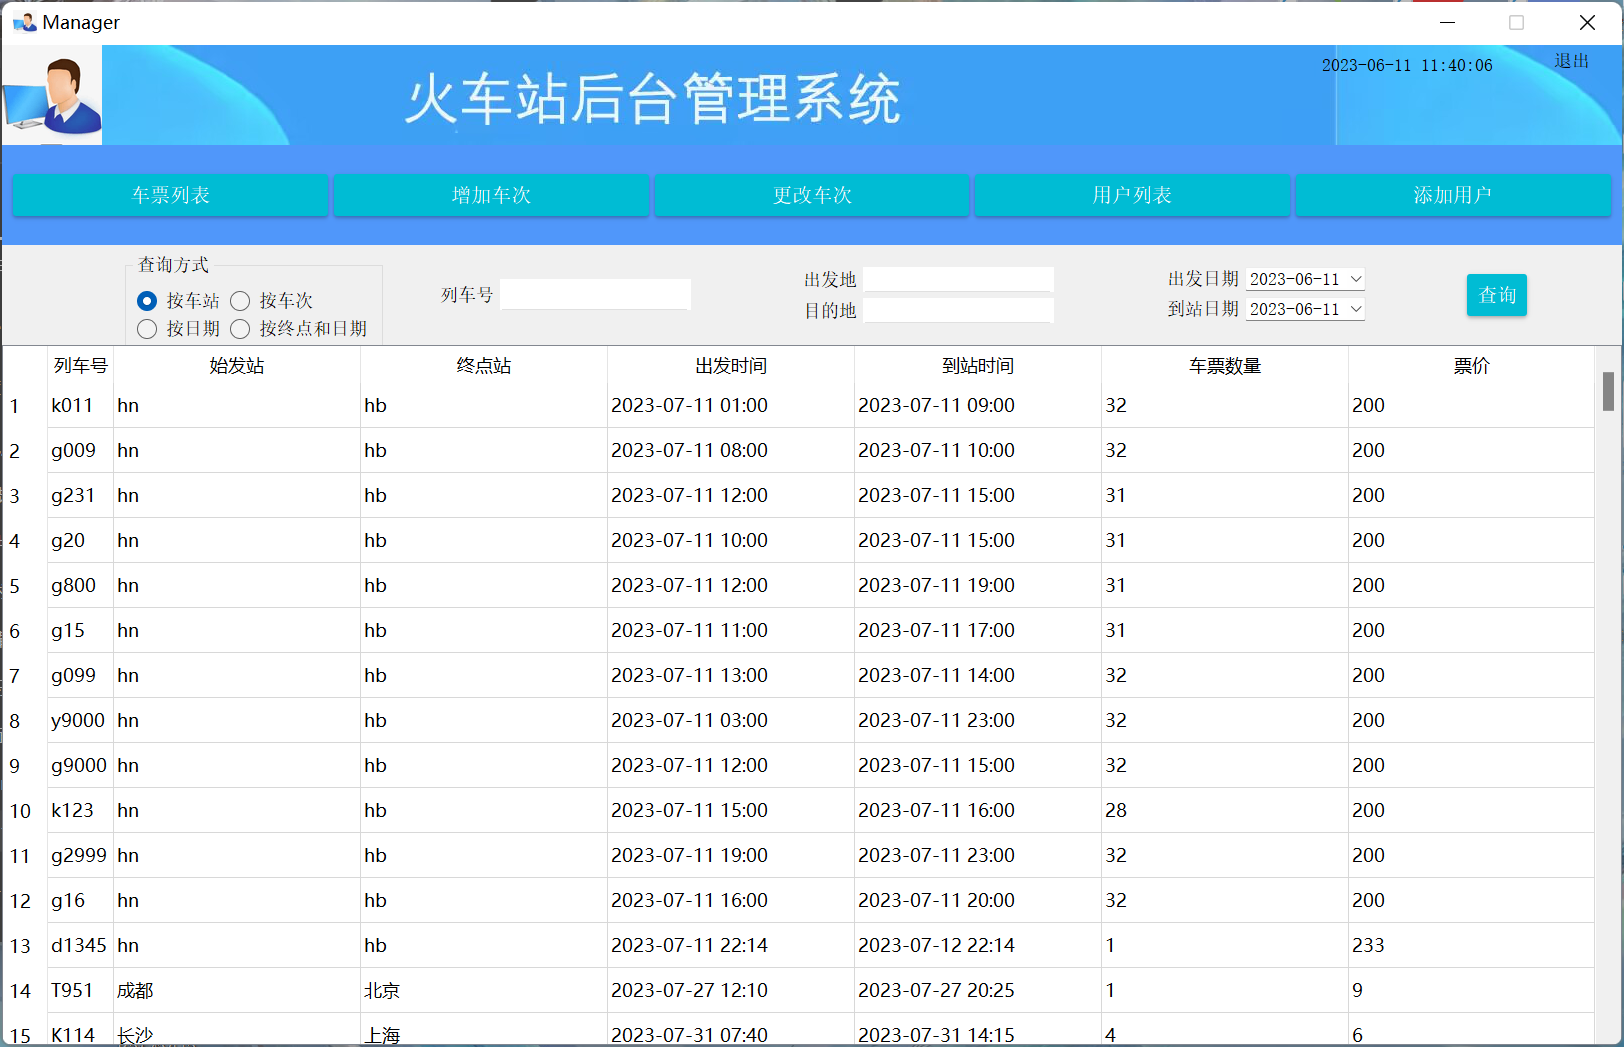 Manager
火车站后台管理系统
2023-06-11 11:40:06
退出
车票列表 增加车次 更改车次 用户列表 添加用户
查询方式
按车站 按车次
按日期 按终点和日期
列车号
出发地
目的地
出发日期 2023-06-11
到站日期 2023-06-11
查询
列车号 始发站 终点站 出发时间 到站时间 车票数量 票价
1 k011 hn hb 2023-07-11 01:00 2023-07-11 09:00 32 200
2 g009 hn hb 2023-07-11 08:00 2023-07-11 10:00 32 200
3 g231 hn hb 2023-07-11 12:00 2023-07-11 15:00 31 200
4 g20 hn hb 2023-07-11 10:00 2023-07-11 15:00 31 200
5 g800 hn hb 2023-07-11 12:00 2023-07-11 19:00 31 200
6 g15 hn hb 2023-07-11 11:00 2023-07-11 17:00 31 200
7 g099 hn hb 2023-07-11 13:00 2023-07-11 14:00 32 200
8 y9000 hn hb 2023-07-11 03:00 2023-07-11 23:00 32 200
9 g9000 hn hb 2023-07-11 12:00 2023-07-11 15:00 32 200
10 k123 hn hb 2023-07-11 15:00 2023-07-11 16:00 28 200
11 g2999 hn hb 2023-07-11 19:00 2023-07-11 23:00 32 200
12 g16 hn hb 2023-07-11 16:00 2023-07-11 20:00 32 200
13 d1345 hn hb 2023-07-11 22:14 2023-07-12 22:14 1 233
14 T951 成都 北京 2023-07-27 12:10 2023-07-27 20:25 1 9
15 K114 长沙 上海 2023-07-31 07:40 2023-07-31 14:15 4 6